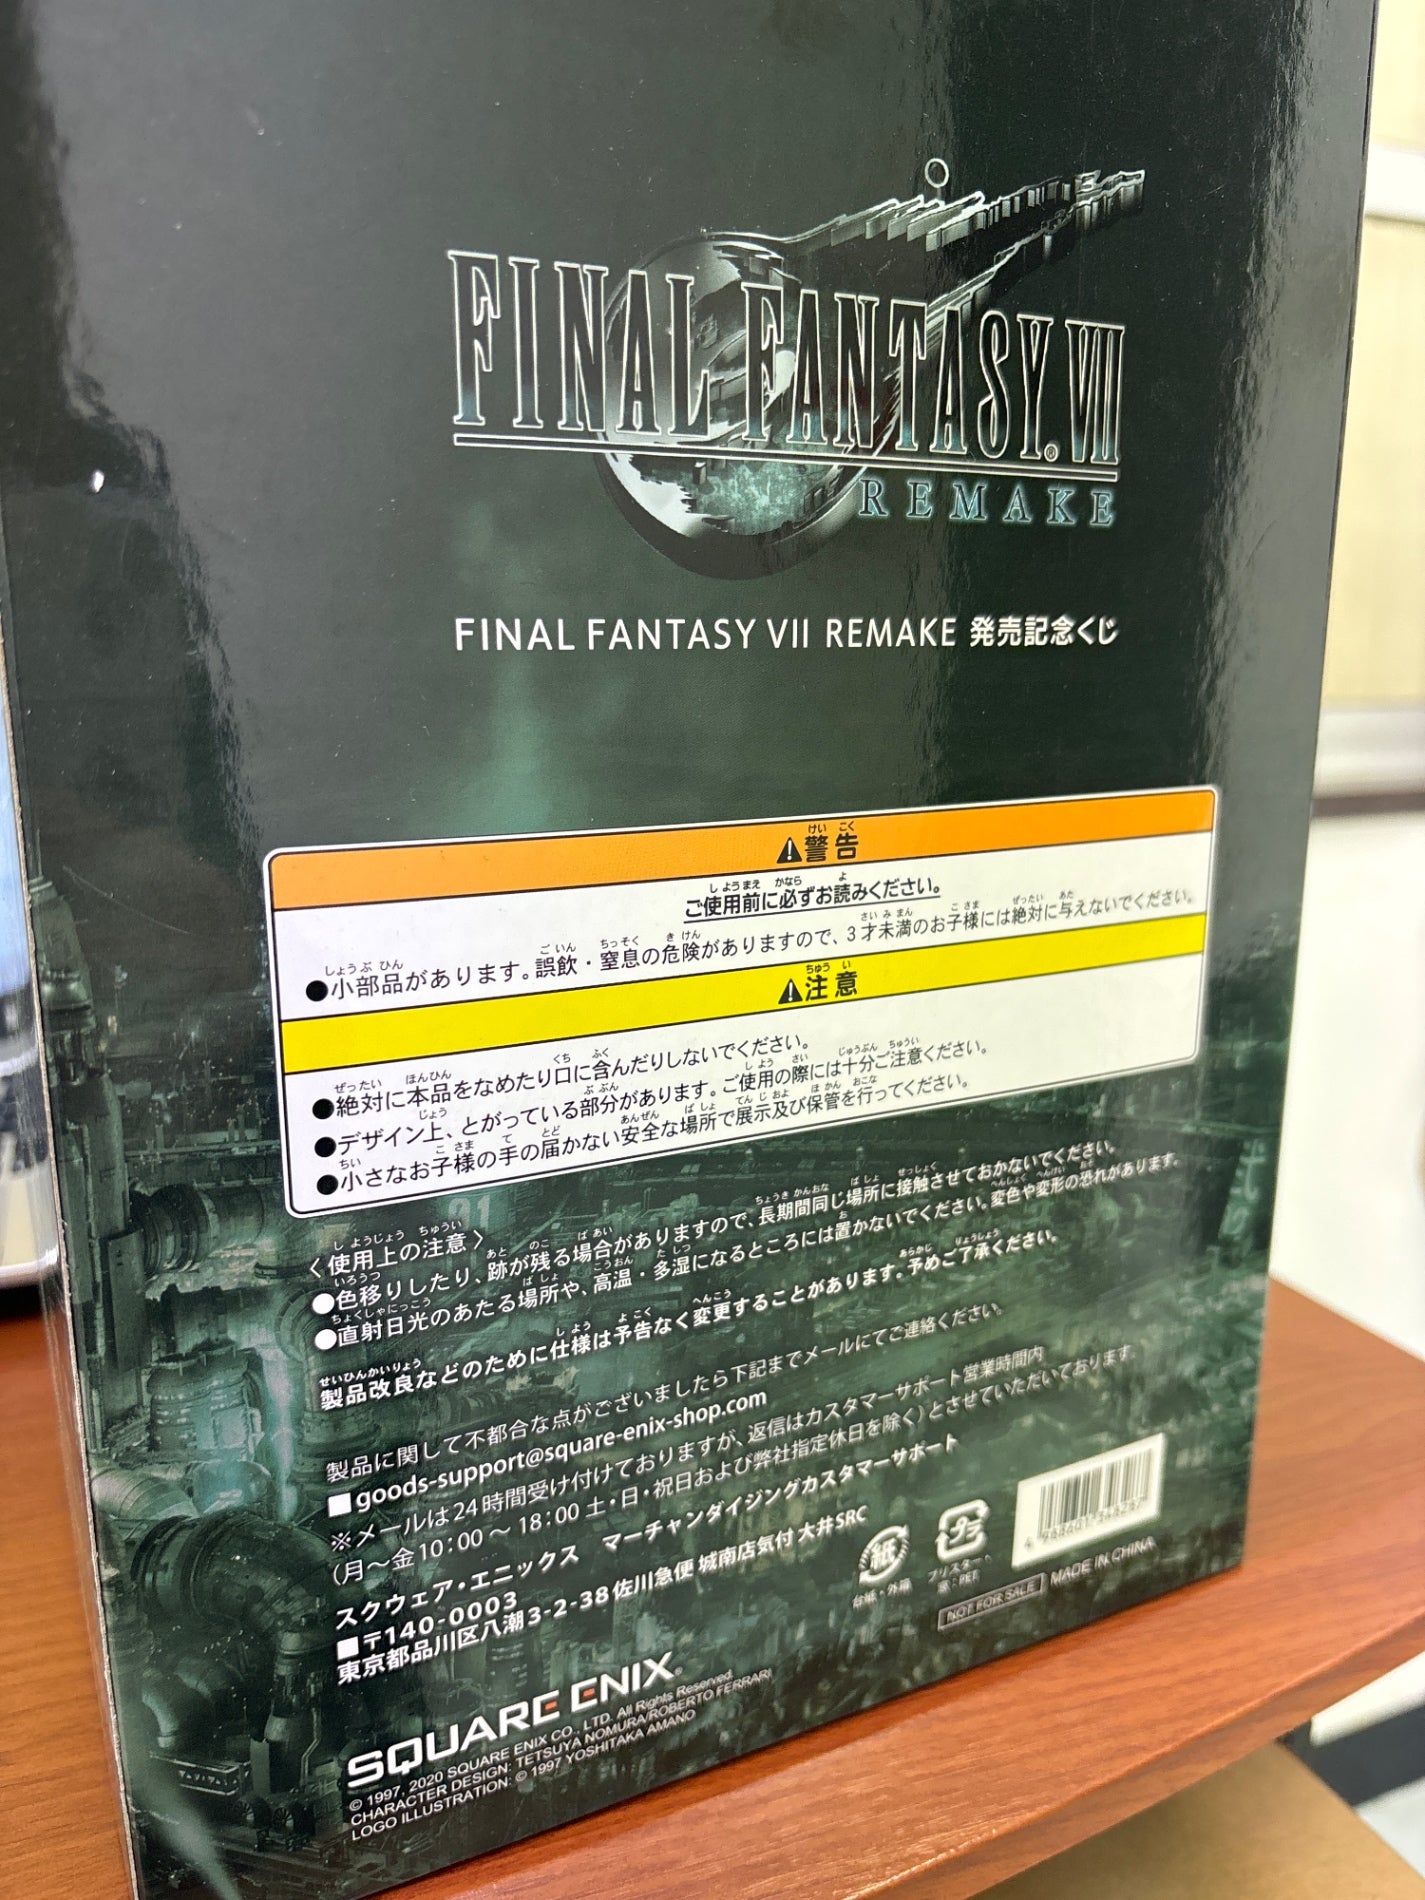 FINAL FANTASY® VII
REMAKE
FINAL FANTASY VII REMAKE 発売記念くじ
⚠警告
ご使用前に必ずお読みください。
●小部品があります。誤飲・窒息の危険がありますので、3才未満のお子様には絶対に与えないでください。
⚠注意
●絶対に本品をなめたり口に含んだりしないでください。
●デザイン上、とがっている部分があります。ご使用の際には十分ご注意ください。
●小さなお子様の手の届かない安全な場所で展示及び保管を行ってください。
〈使用上の注意〉
●色移りしたり、跡が残る場合がありますので、長期間同じ場所に接触させておかないでください。
●直射日光のあたる場所や、高温・多湿になるところには置かないでください。変色や変形の恐れがあります。
製品改良などのために仕様は予告なく変更することがあります。予めご了承ください。
製品に関して不都合な点がございましたら下記までメールにてご連絡ください。
■goods-support@square-enix-shop.com
※メールは24時間受け付けておりますが、返信はカスタマーサポート営業時間内
(月〜金10:00〜18:00 土・日・祝日および弊社指定休日を除く)とさせていただいております。
スクウェア・エニックス マーチャンダイジングカスタマーサポート
■〒140-0003
東京都品川区八潮3-2-38 佐川急便 城南店気付 大井SRC
紙
台紙・外箱
プラ
ブリスター、
袋:PET
NOT FOR SALE
MADE IN CHINA
SQUARE ENIX®
© 1997, 2020 SQUARE ENIX CO., LTD. All Rights Reserved.
CHARACTER DESIGN: TETSUYA NOMURA/ROBERTO FERRARI
LOGO ILLUSTRATION: © 1997 YOSHITAKA AMANO